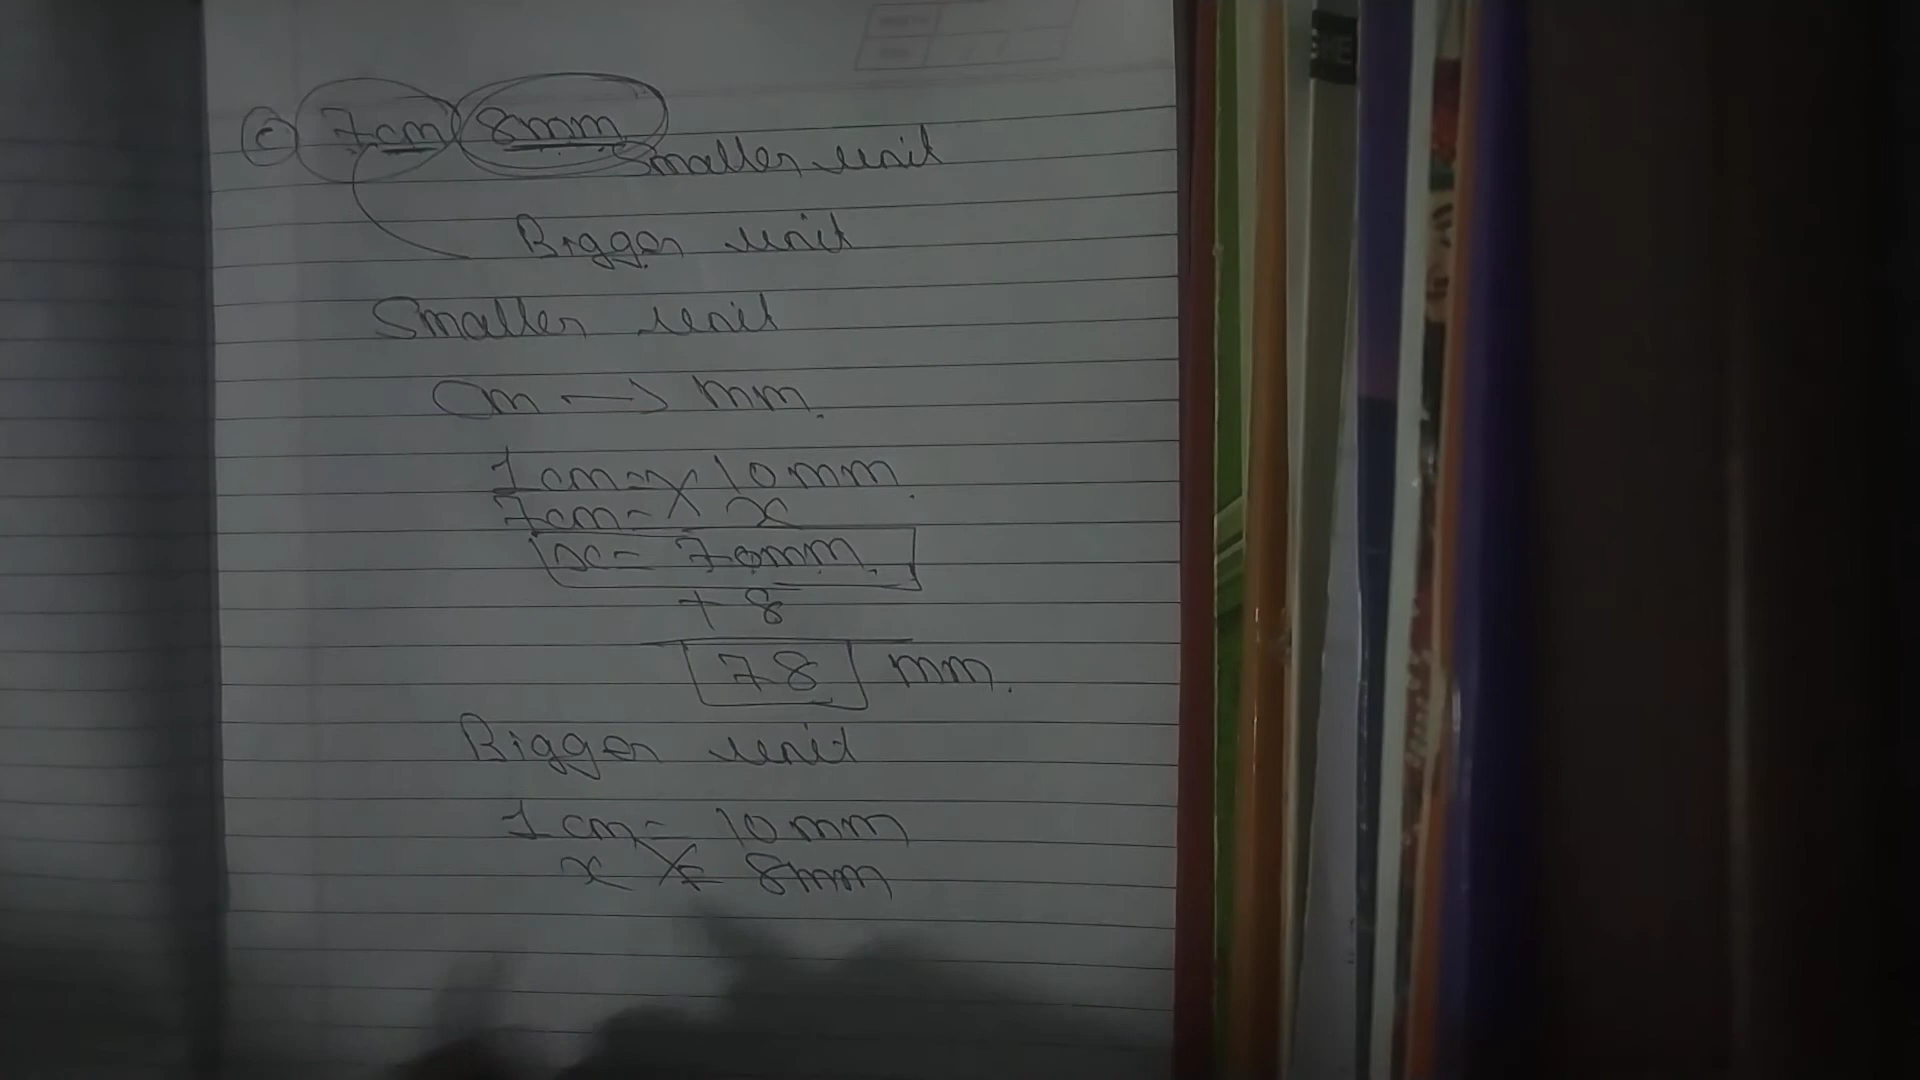 c 7cm 8mm
Smaller unit
Bigger unit
Smaller unit
Cm → mm.
1cm = 10mm.
7cm = x
x = 70mm.
+ 8
78 mm.
Bigger unit
1cm = 10mm
x = 8mm